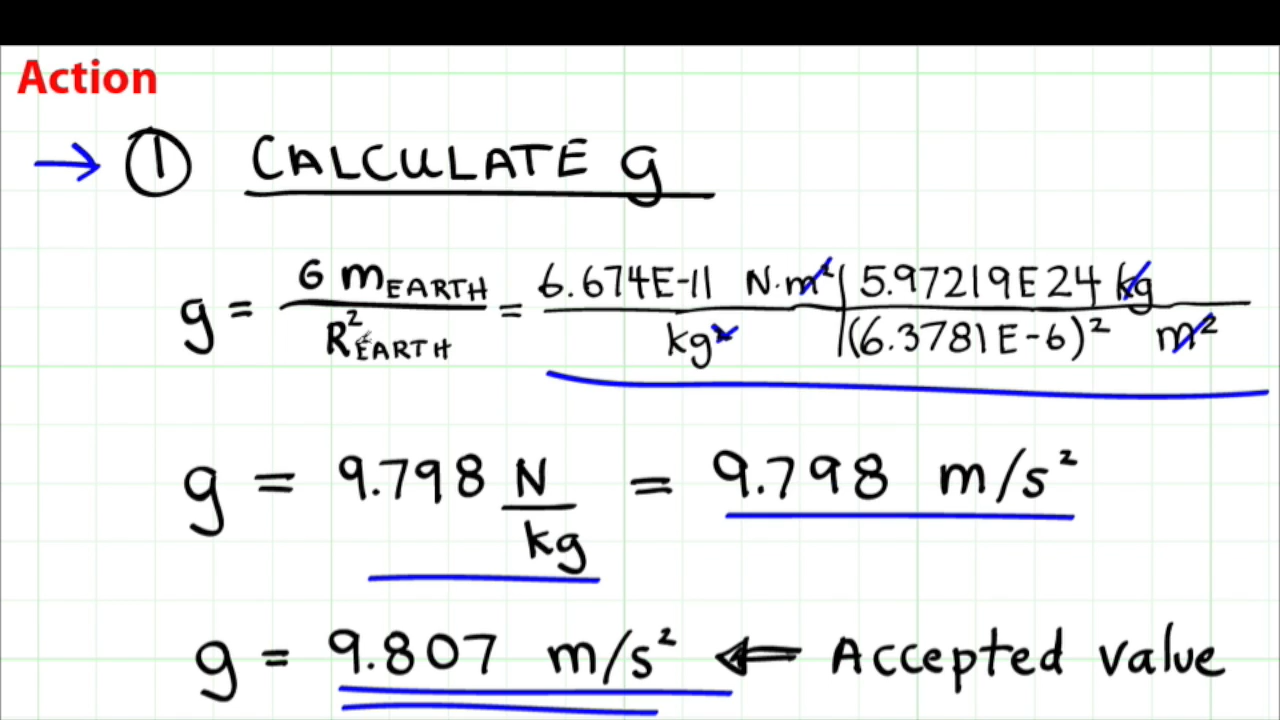 Action
→ ① CALCULATE g
g = G mEARTH / R²EARTH = 6.674E-11 N·m² / kg² | 5.97219E24 kg / (6.3781E-6)² m²
g = 9.798 N/kg = 9.798 m/s²
g = 9.807 m/s² ⇐ Accepted value